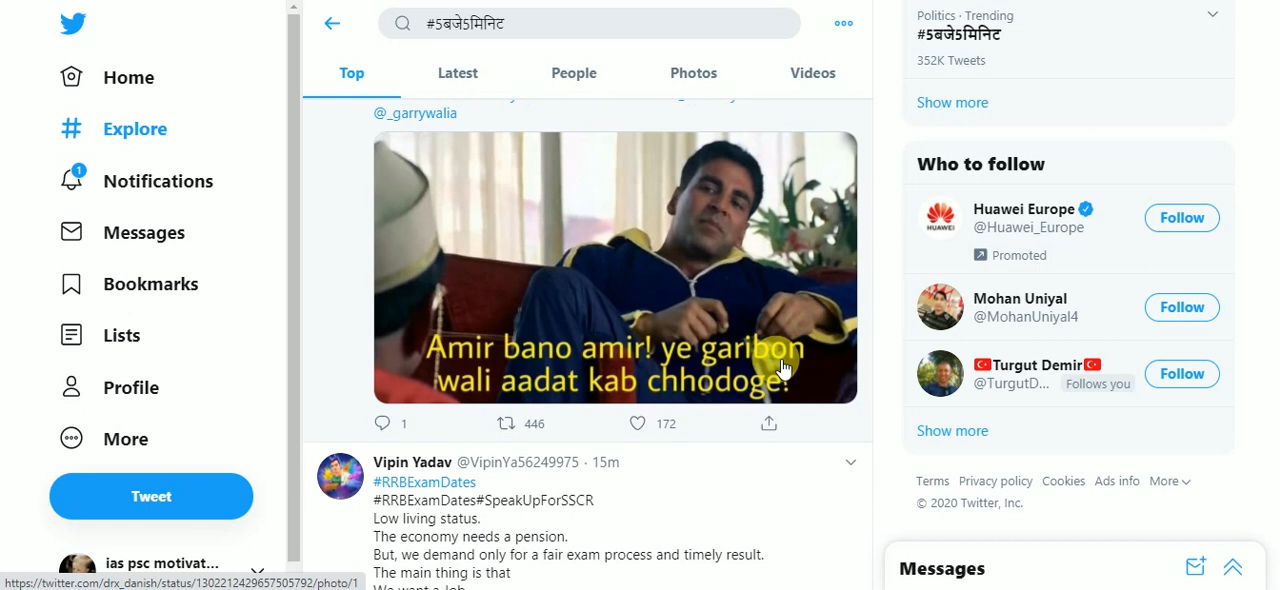 Home
Explore
1
Notifications
Messages
Bookmarks
Lists
Profile
More
Tweet
ias psc motivat...
https://twitter.com/drx_danish/status/1302212429657505792/photo/1
#5बजे5मिनिट
Top
Latest
People
Photos
Videos
@_garrywalia
Amir bano amir! ye garibon
wali aadat kab chhodoge!
1
446
172
Vipin Yadav @VipinYa56249975 · 15m
#RRBExamDates
#RRBExamDates#SpeakUpForSSCR
Low living status.
The economy needs a pension.
But, we demand only for a fair exam process and timely result.
The main thing is that
We want a Job
Politics · Trending
#5बजे5मिनिट
352K Tweets
Show more
Who to follow
HUAWEI
Huawei Europe
@Huawei_Europe
Follow
Promoted
Mohan Uniyal
@MohanUniyal4
Follow
Turgut Demir
@TurgutD... Follows you
Follow
Show more
Terms Privacy policy Cookies Ads info More
© 2020 Twitter, Inc.
Messages